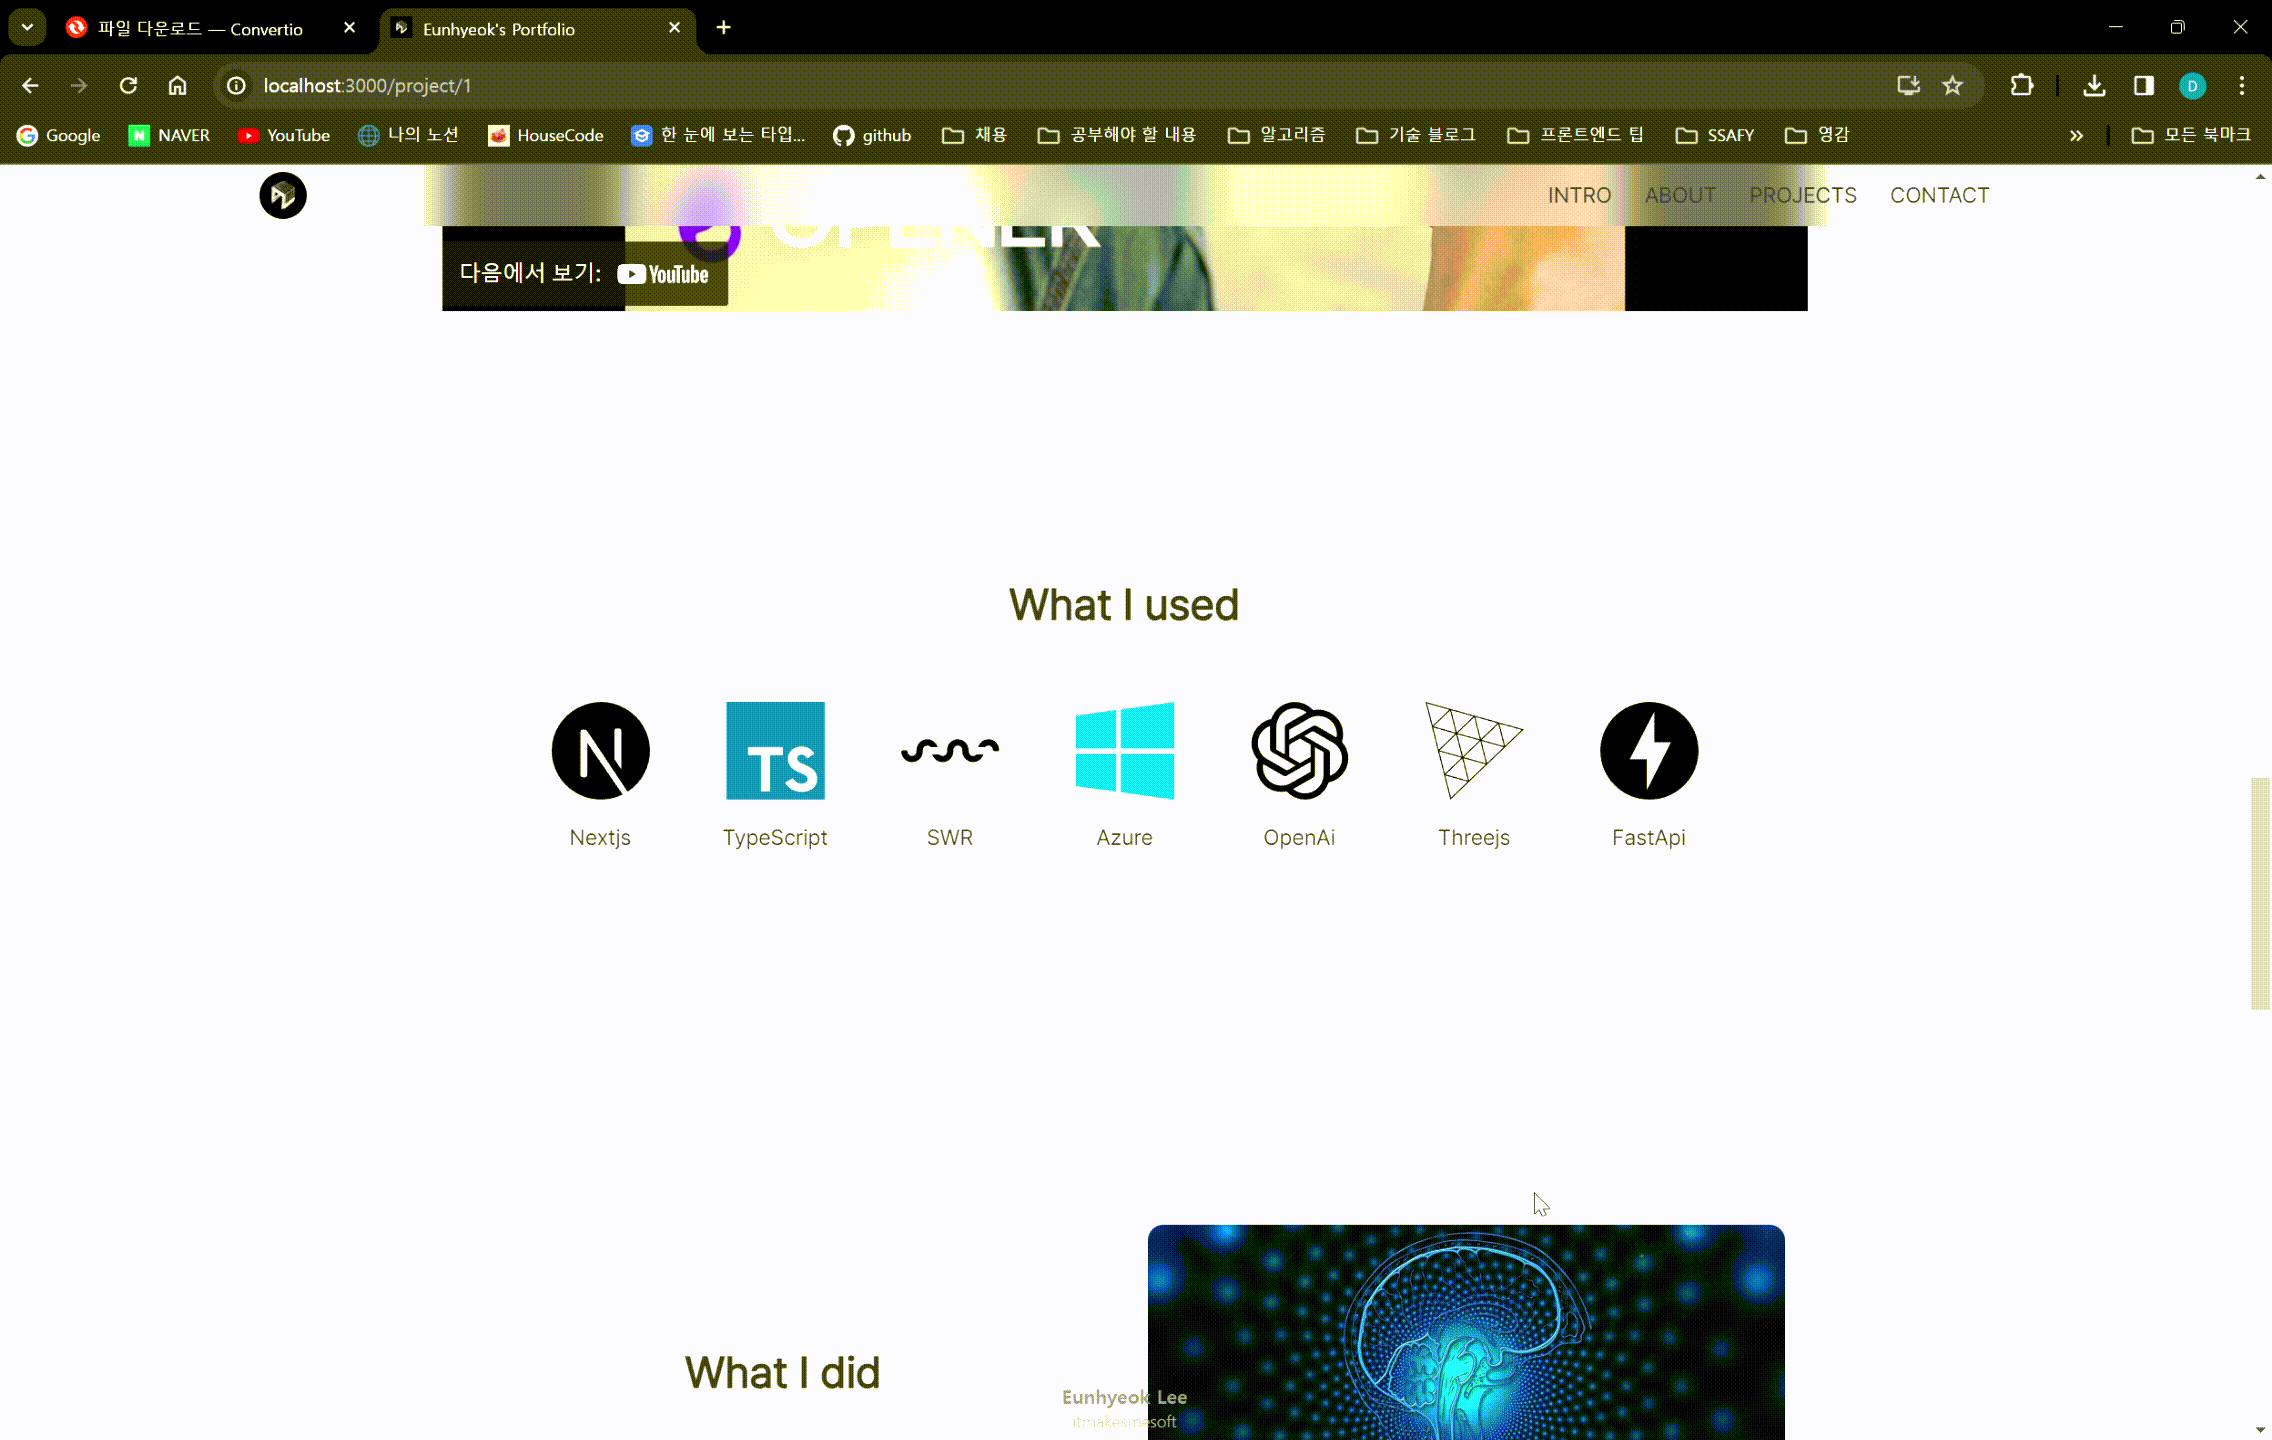 파일 다운로드 — Convertio
Eunhyeok's Portfolio
localhost:3000/project/1
D
Google
NAVER
YouTube
나의 노션
HouseCode
한 눈에 보는 타입...
github
채용
공부해야 할 내용
알고리즘
기술 블로그
프론트엔드 팁
SSAFY
영감
모든 북마크
INTRO
ABOUT
PROJECTS
CONTACT
OPENER
다음에서 보기: YouTube
What I used
TS
Nextjs
TypeScript
SWR
Azure
OpenAi
Threejs
FastApi
What I did
Eunhyeok Lee
itmakesmesoft